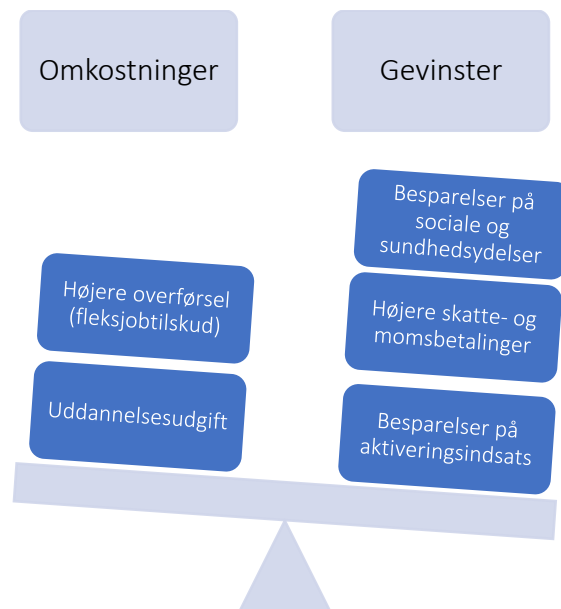 Omkostninger
Gevinster
Højere overførsel
(fleksjobtilskud)
Uddannelsesudgift
Besparelser på
sociale og
sundhedsydelser
Højere skatte- og
momsbetalinger
Besparelser på
aktiveringsindsats